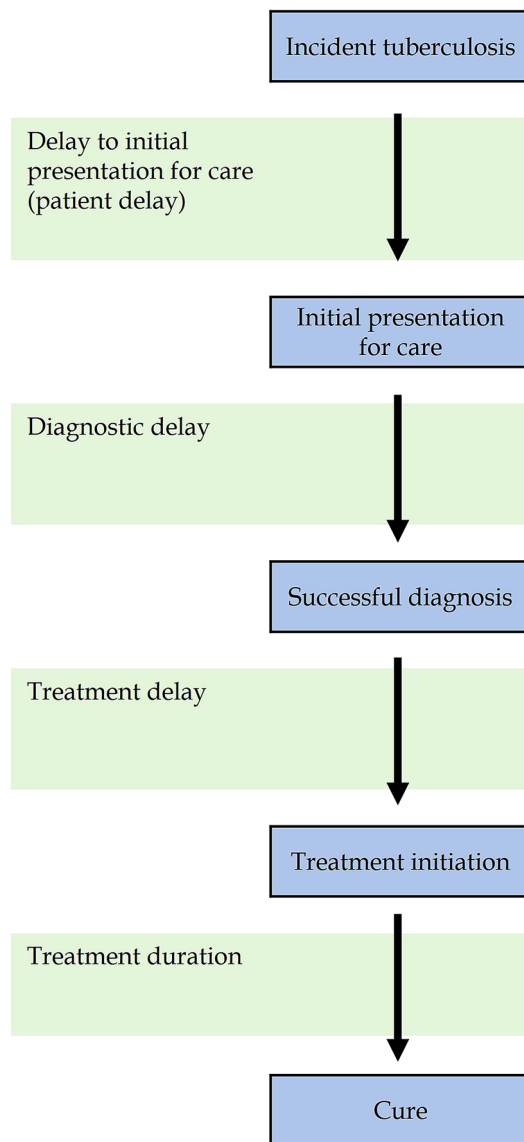 Incident tuberculosis
Delay to initial
presentation for care
(patient delay)
Initial presentation
for care
Diagnostic delay
Successful diagnosis
Treatment delay
Treatment initiation
Treatment duration
Cure